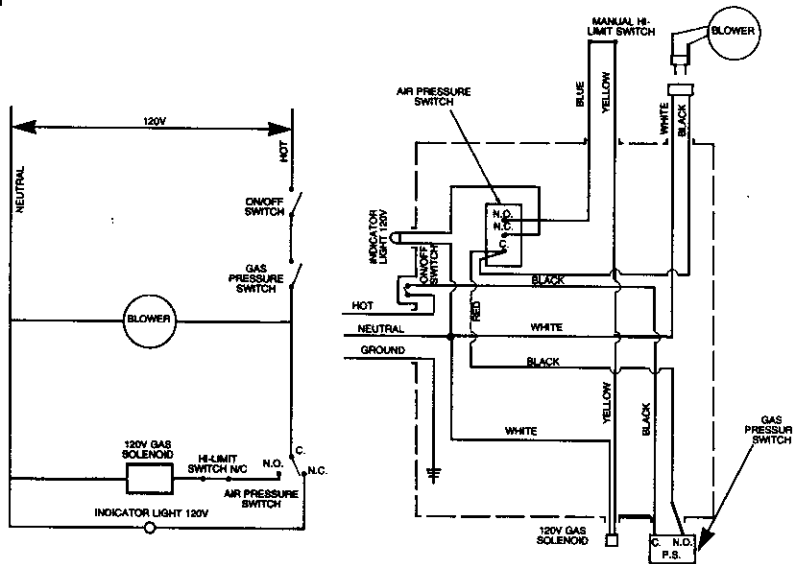 120V
NEUTRAL
HOT
ON/OFF
SWITCH
GAS
PRESSURE
SWITCH
BLOWER
120V GAS
SOLENOID
HI-LIMIT
SWITCH N/C
N.O.
C.
N.C.
AIR PRESSURE
SWITCH
INDICATOR LIGHT 120V
MANUAL HI-
LIMIT SWITCH
BLOWER
AIR PRESSURE
SWITCH
BLUE
YELLOW
WHITE
BLACK
N.O.
N.C.
C.
INDICATOR
LIGHT 120V
ON/OFF
SWITCH
BLACK
HOT
RED
NEUTRAL
WHITE
GROUND
BLACK
YELLOW
BLACK
WHITE
GAS
PRESSUR
SWITCH
120V GAS
SOLENOID
C. N.O.
P.S.